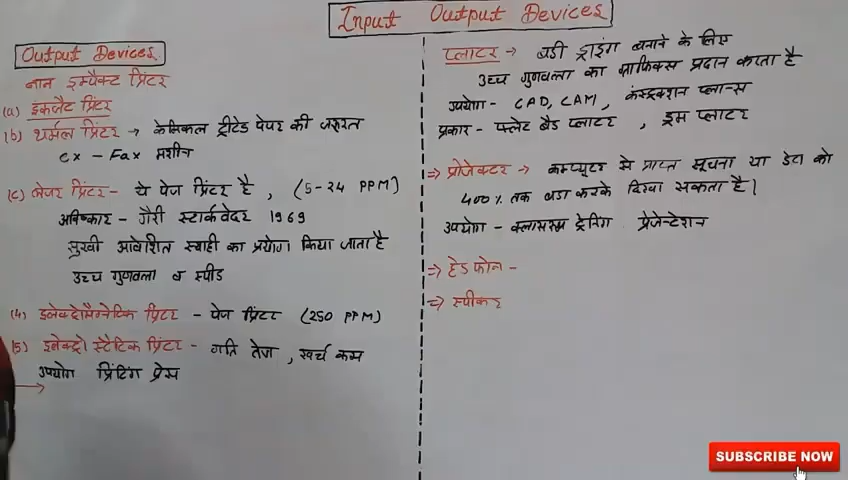 Input Output Devices
Output Devices
नान इम्पैक्ट प्रिंटर
(a) इंकजैट प्रिंटर
(b) थर्मल प्रिंटर → केमिकल ट्रीटेड पेपर की जरूरत
ex - Fax मशीन
(c) लेजर प्रिंटर - ये पेज प्रिंटर है , (5-24 PPM)
अविष्कार - गैरी स्टार्कवेदर 1969
सुखी आवेशित स्याही का प्रयोग किया जाता है
उच्च गुणवत्ता व स्पीड
(4) इलेक्ट्रोमैग्नेटिक प्रिंटर - पेज प्रिंटर (250 PPM)
(5) इलेक्ट्रो स्टैटिक प्रिंटर - गति तेज , खर्च कम
उपयोग प्रिंटिंग प्रेस
प्लाटर → बडी ड्राइंग बनाने के लिए
उच्च गुणवत्ता का ग्राफिक्स प्रदान करता है
उपयोग - CAD, CAM, कंस्ट्रक्शन प्लान्स
प्रकार - फ्लेट बैड प्लाटर , ड्रम प्लाटर
⇒ प्रोजेक्टर → कम्प्यूटर से प्राप्त सूचना या डेटा को
400% तक बडा करके दिखा सकता है।
उपयोग - क्लासरूम ट्रेनिंग प्रेजेन्टेशन
⇒ हेडफोन -
⇒ स्पीकर
SUBSCRIBE NOW